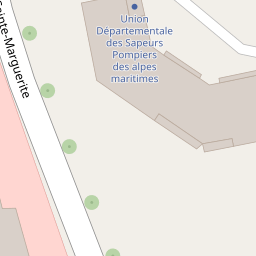 Union
Départementale
des Sapeurs
Pompiers
des alpes
maritimes
Sainte-Marguerite